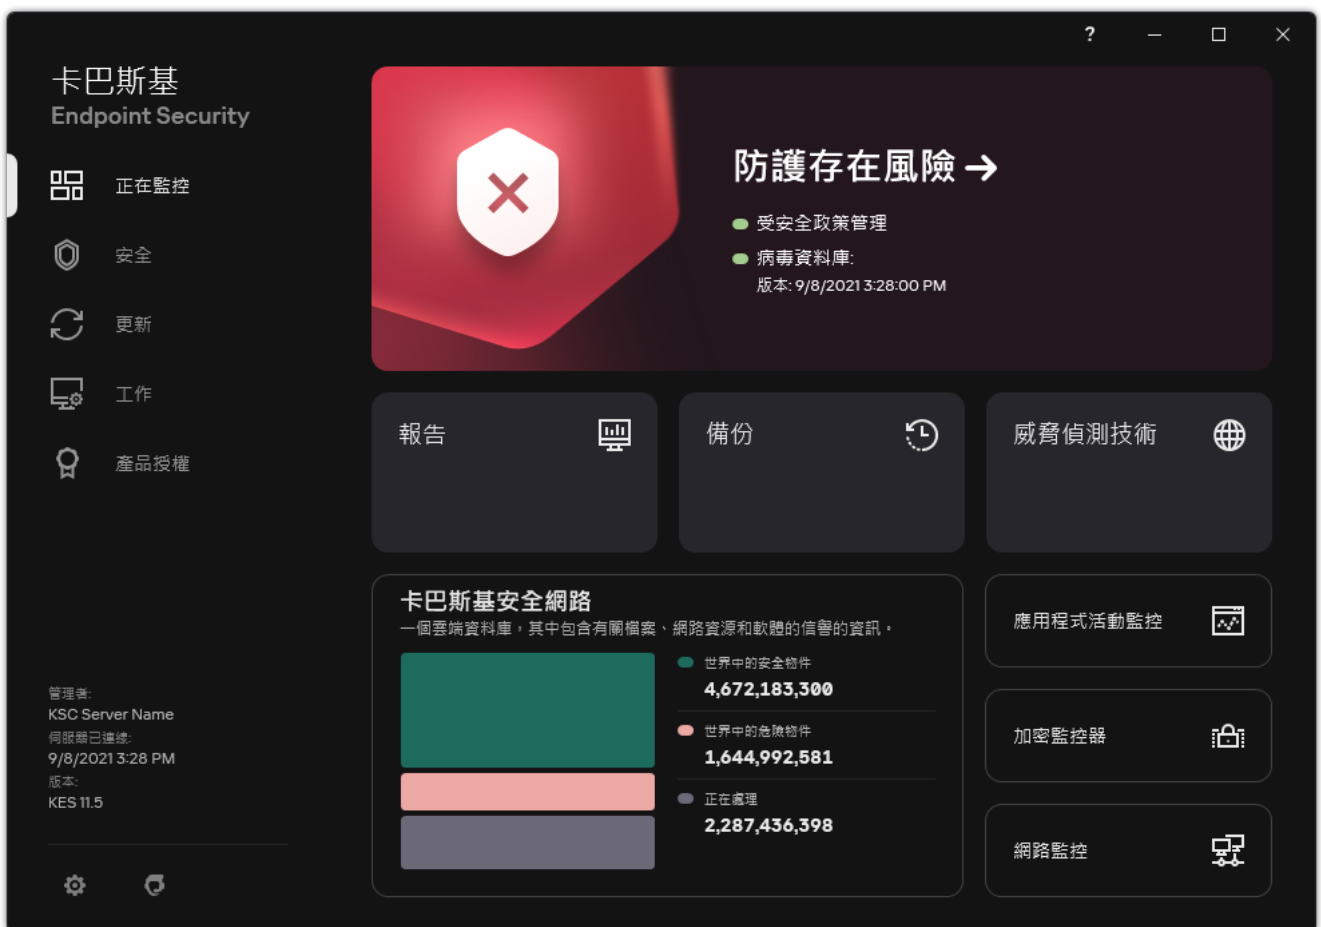 ?
卡巴斯基
Endpoint Security
正在監控
安全
更新
工作
產品授權
管理者:
KSC Server Name
伺服器已連線:
9/8/2021 3:28 PM
版本:
KES 11.5
防護存在風險
受安全政策管理
病毒資料庫:
版本: 9/8/2021 3:28:00 PM
報告
備份
威脅偵測技術
卡巴斯基安全網路
一個雲端資料庫，其中包含有關檔案、網路資源和軟體的信譽的資訊。
世界中的安全物件
4,672,183,300
世界中的危險物件
1,644,992,581
正在處理
2,287,436,398
應用程式活動監控
加密監控器
網路監控